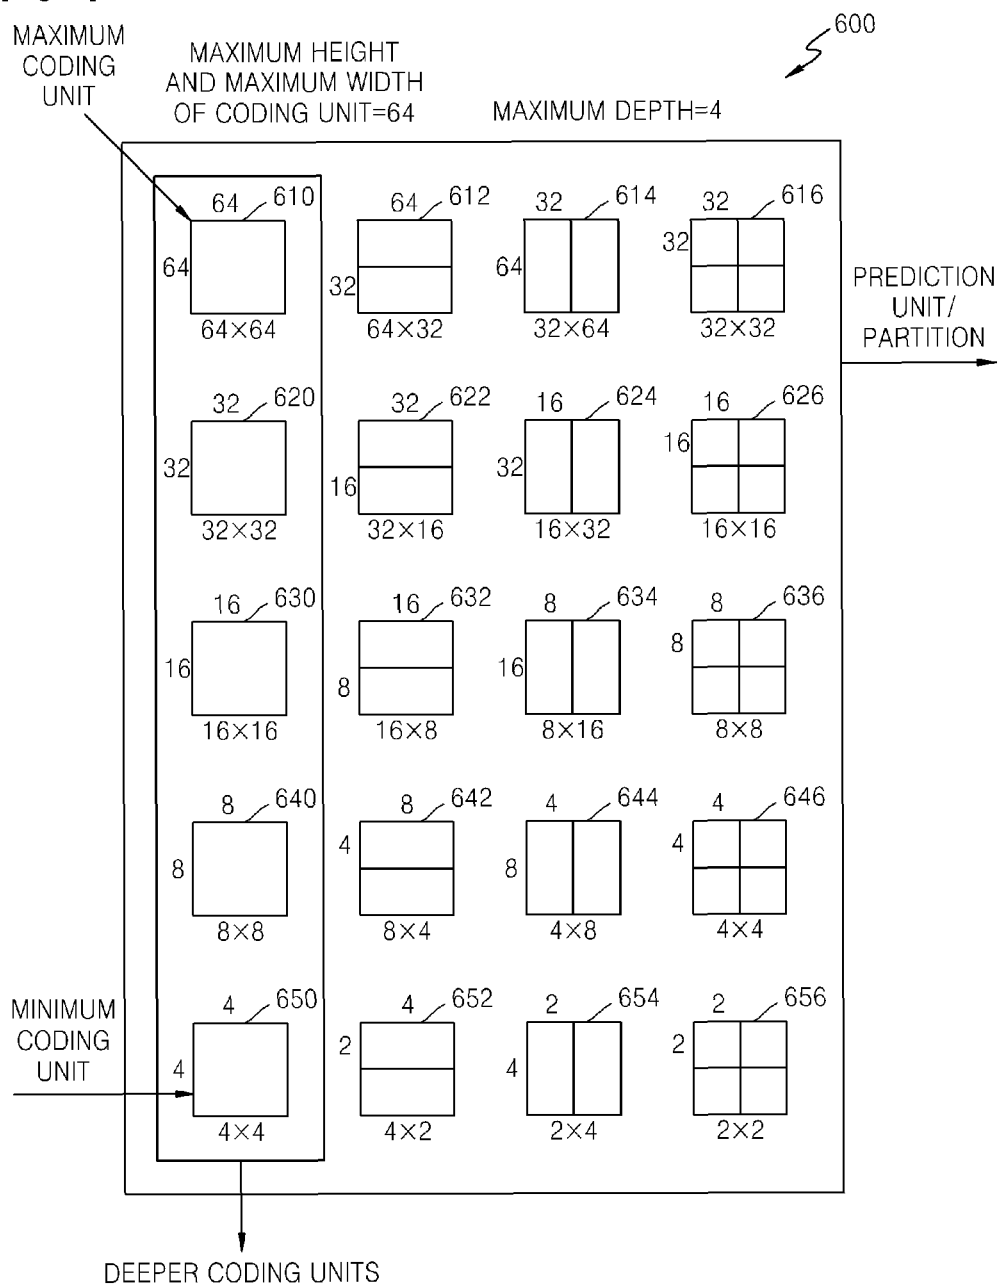 600
MAXIMUM
CODING
UNIT
MAXIMUM HEIGHT
AND MAXIMUM WIDTH
OF CODING UNIT=64
MAXIMUM DEPTH=4
64 610 64 612 32 614 32 616
64 32 64 32
64×64 64×32 32×64 32×32
PREDICTION
UNIT/
PARTITION
32 620 32 622 16 624 16 626
32 16 32 16
32×32 32×16 16×32 16×16
16 630 16 632 8 634 8 636
16 8 16 8
16×16 16×8 8×16 8×8
8 640 8 642 4 644 4 646
8 4 8 4
8×8 8×4 4×8 4×4
MINIMUM
CODING
UNIT
4 650 4 652 2 654 2 656
4 2 4 2
4×4 4×2 2×4 2×2
DEEPER CODING UNITS